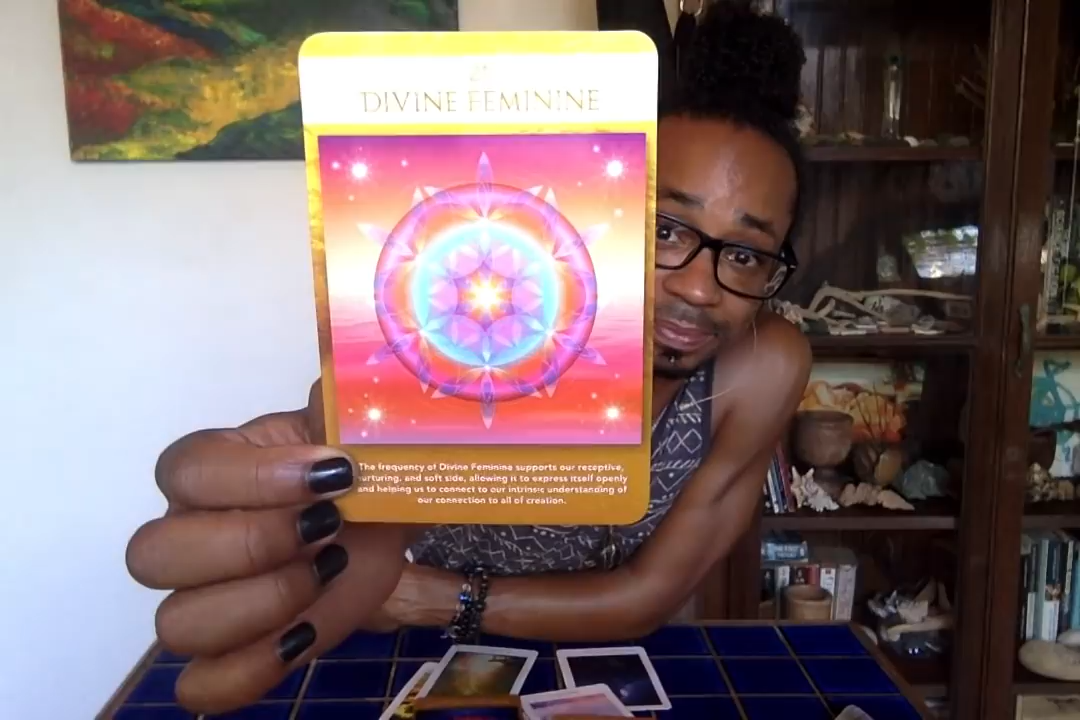 DIVINE FEMININE
The frequency of Divine Feminine supports our receptive,
nurturing, and soft side, allowing it to express itself openly
and helping us to connect to our intrinsic understanding of
our connection to all of creation.